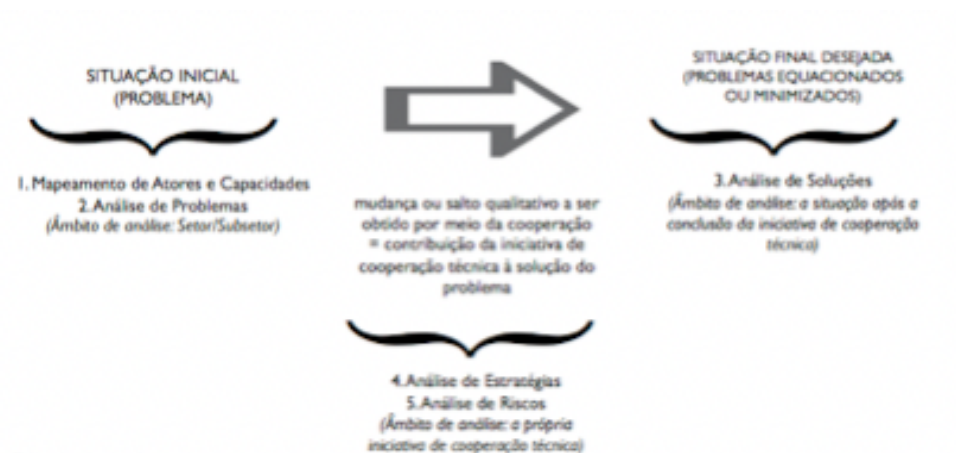 SITUAÇÃO INICIAL
(PROBLEMA)
1. Mapeamento de Atores e Capacidades
2. Análise de Problemas
(Âmbito de análise: Setor/Subsetor)
mudança ou salto qualitativo a ser
obtido por meio da cooperação
= contribuição da iniciativa de
cooperação técnica à solução do
problema
4. Análise de Estratégias
5. Análise de Riscos
(Âmbito de análise: a própria
iniciativa de cooperação técnica)
SITUAÇÃO FINAL DESEJADA
(PROBLEMAS EQUACIONADOS
OU MINIMIZADOS)
3. Análise de Soluções
(Âmbito de análise: a situação após a
conclusão da iniciativa de cooperação
técnica)